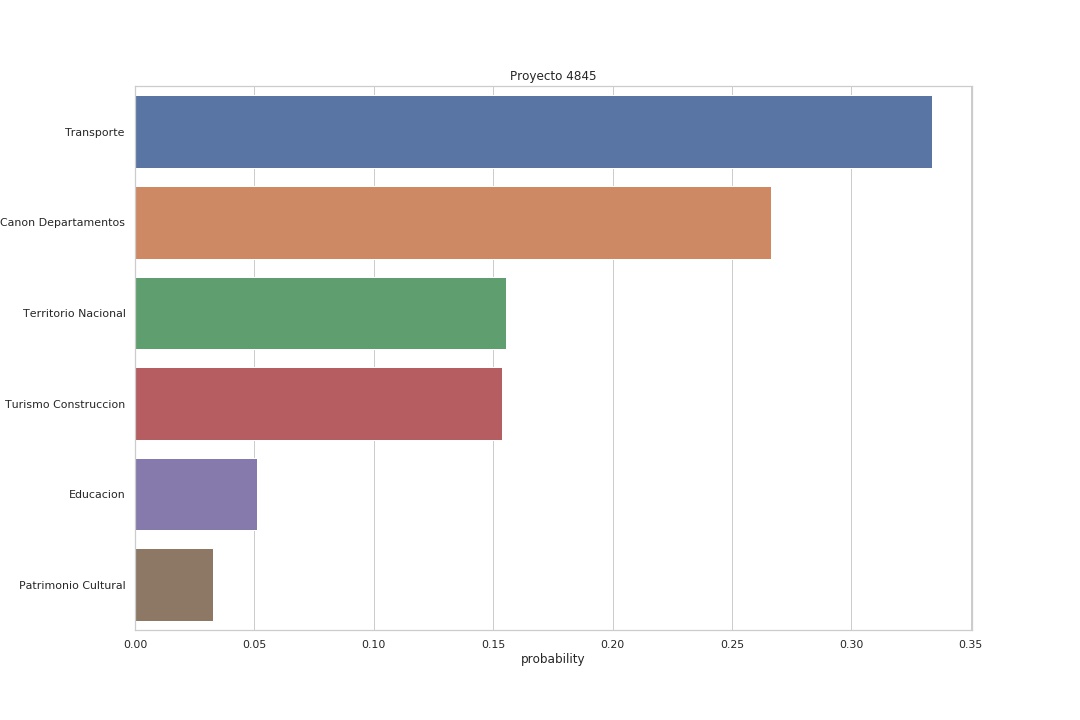 Proyecto 4845
Transporte
Canon Departamentos
Territorio Nacional
Turismo Construccion
Educacion
Patrimonio Cultural
0.00 0.05 0.10 0.15 0.20 0.25 0.30 0.35
probability